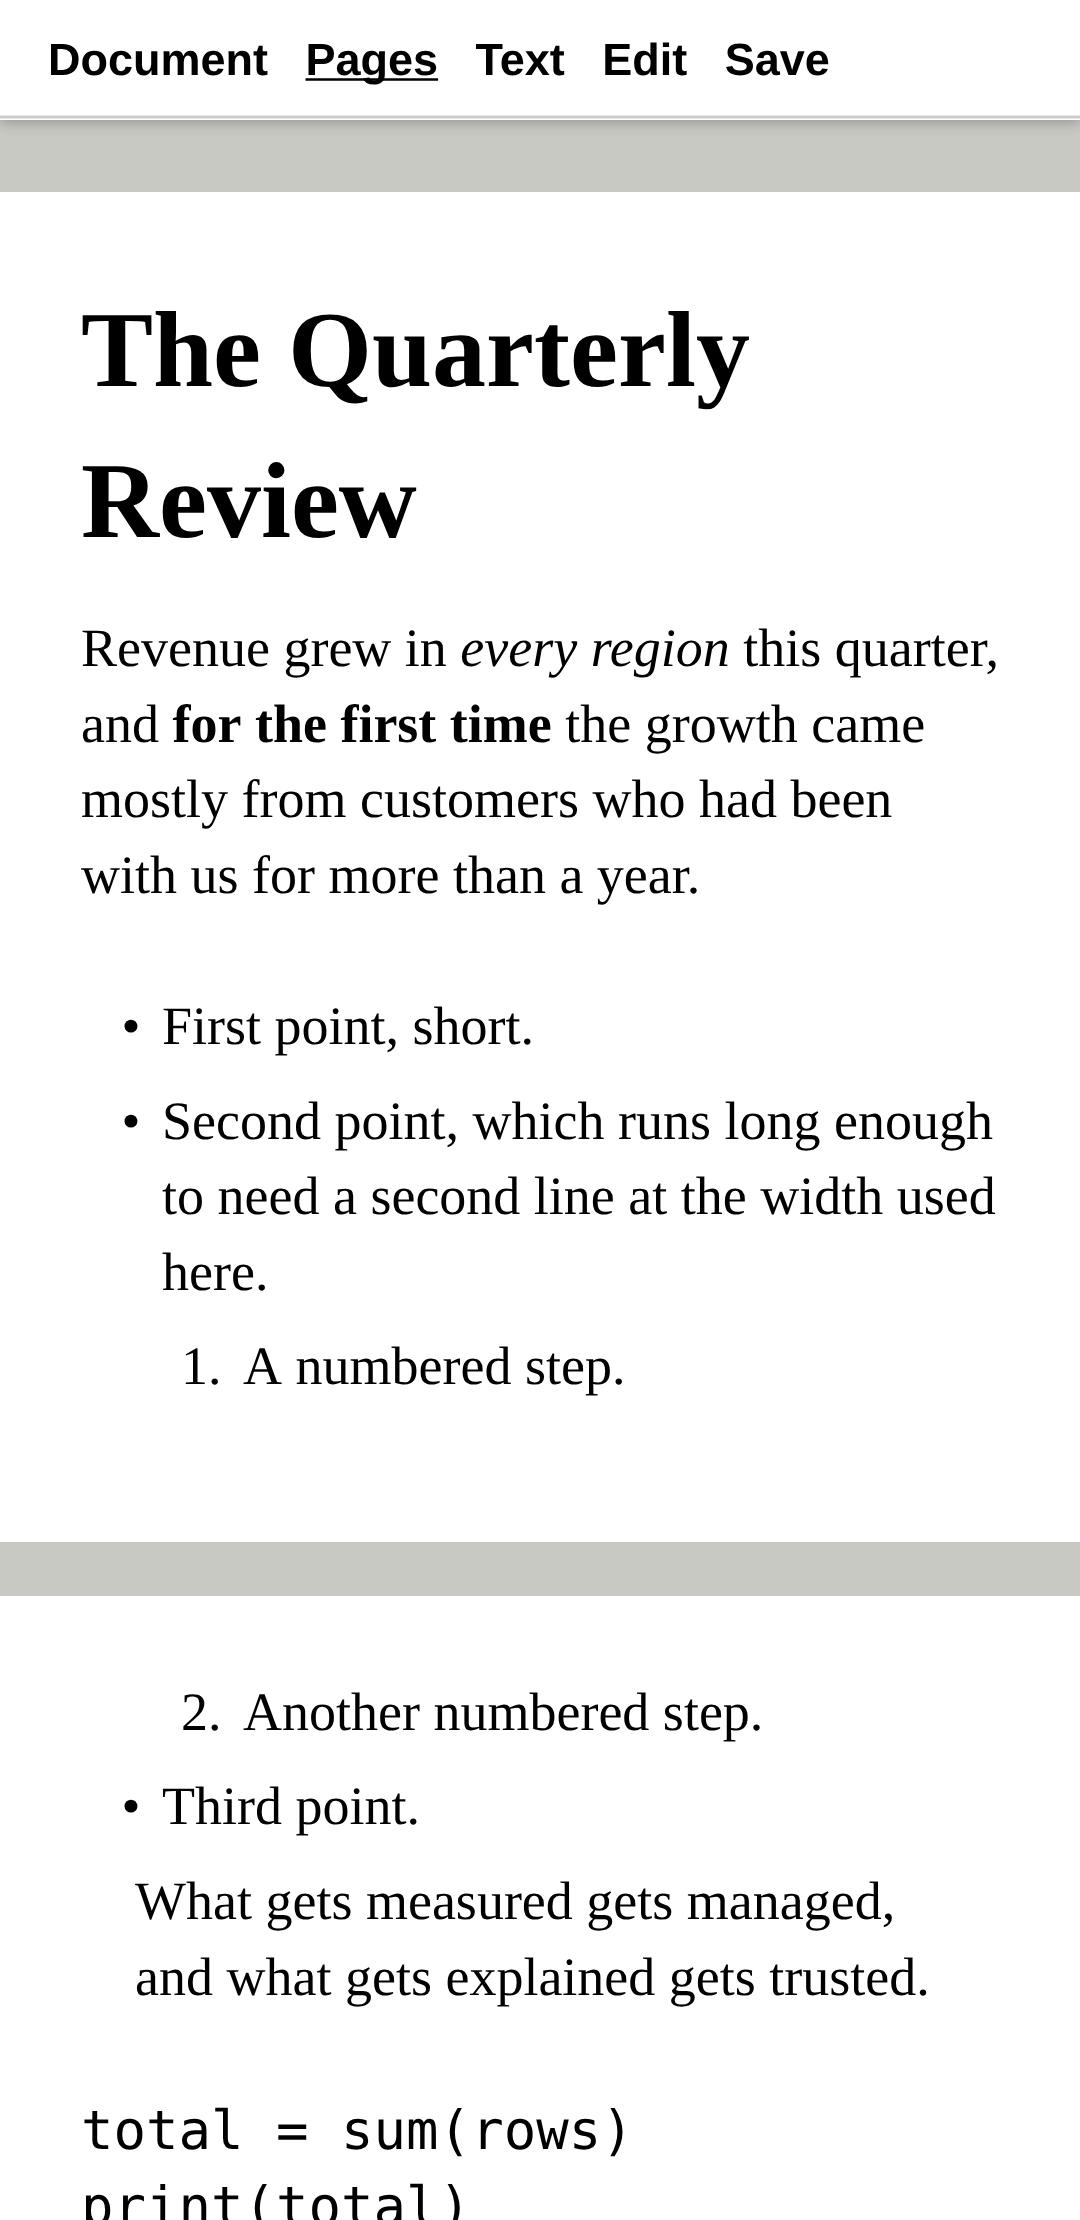 Document Pages Text Edit Save
The Quarterly
Review
Revenue grew in every region this quarter,
and for the first time the growth came
mostly from customers who had been
with us for more than a year.
• First point, short.
• Second point, which runs long enough
to need a second line at the width used
here.
1. A numbered step.
2. Another numbered step.
• Third point.
What gets measured gets managed,
and what gets explained gets trusted.
total = sum(rows)
print(total)